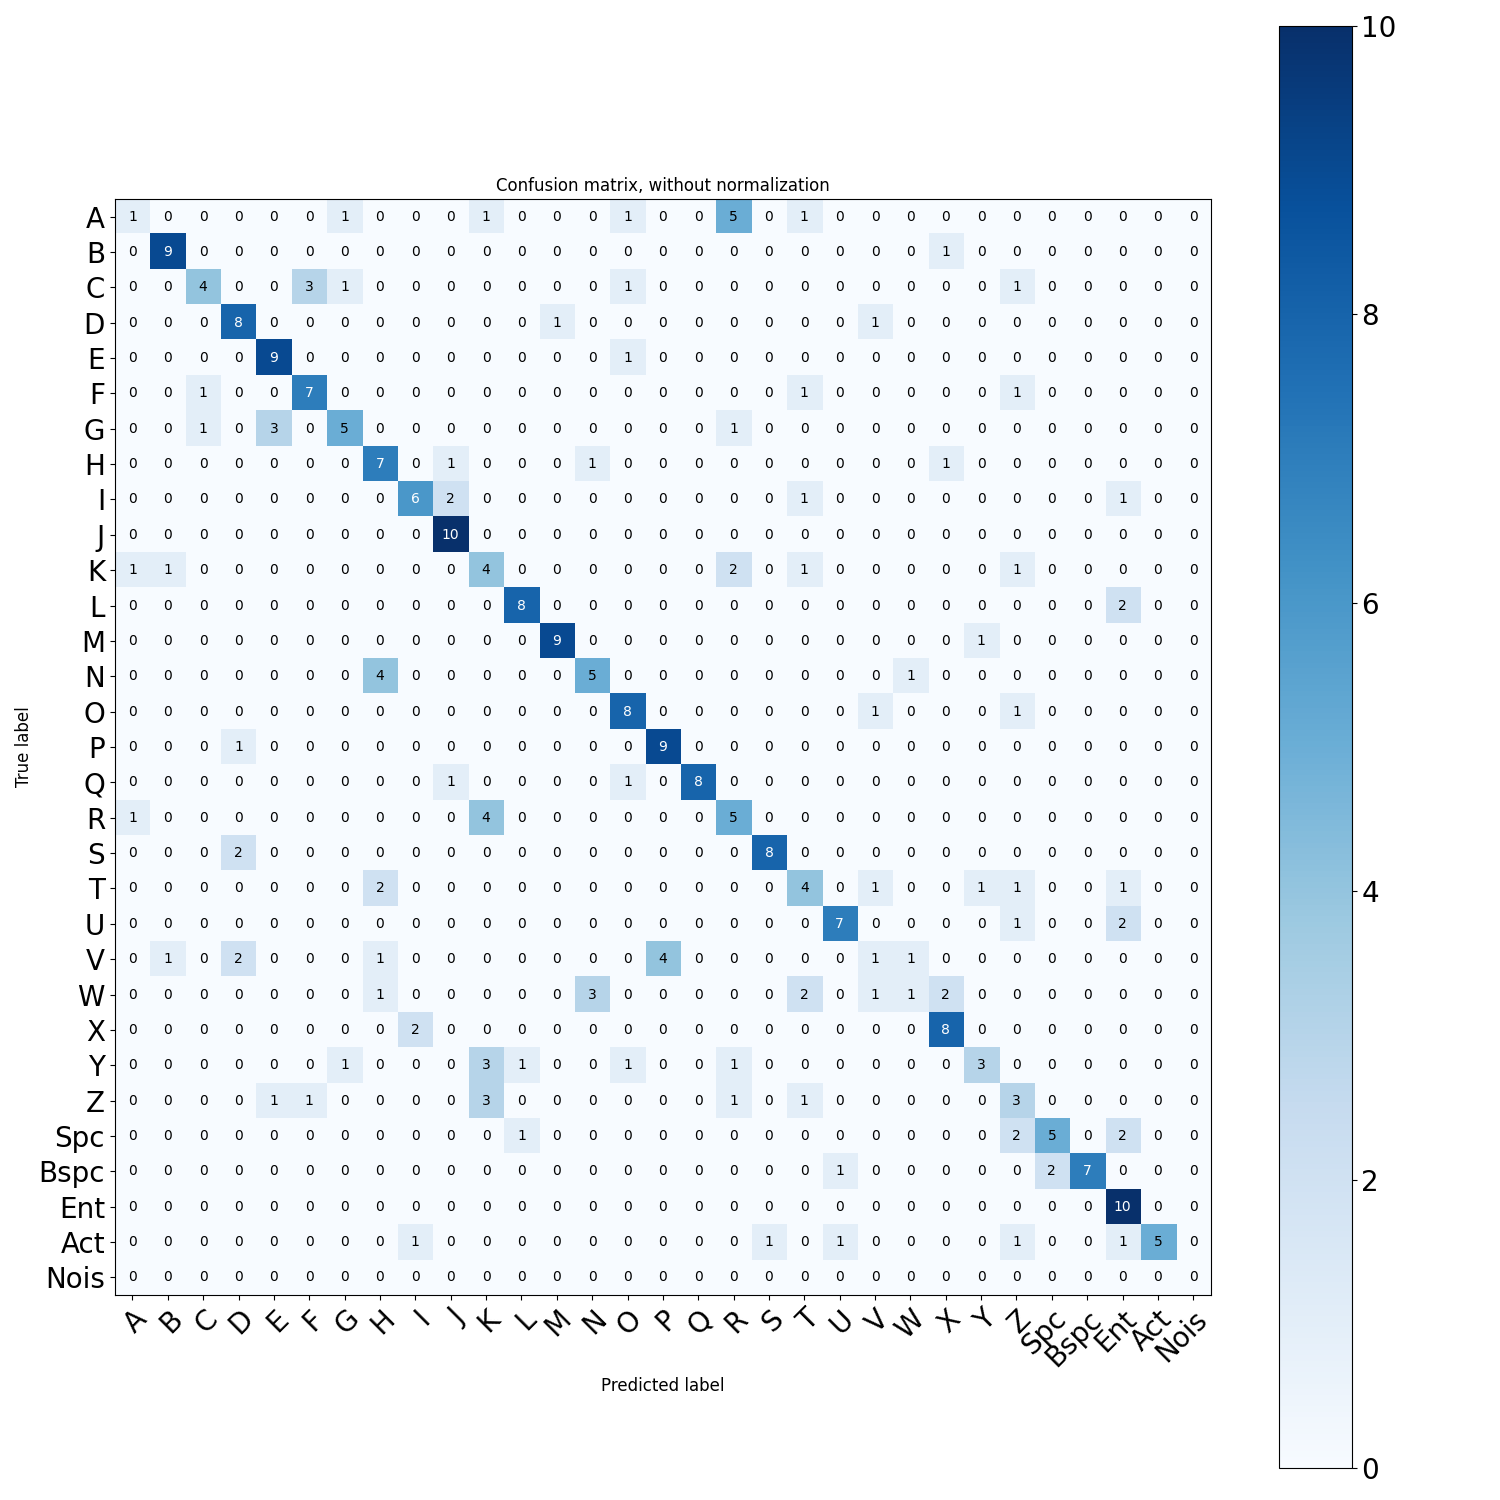 Confusion matrix, without normalization
A 1 0 0 0 0 0 1 0 0 0 1 0 0 0 1 0 0 5 0 1 0 0 0 0 0 0 0 0 0 0 0
B 0 9 0 0 0 0 0 0 0 0 0 0 0 0 0 0 0 0 0 0 0 0 0 1 0 0 0 0 0 0 0
C 0 0 4 0 0 3 1 0 0 0 0 0 0 0 1 0 0 0 0 0 0 0 0 0 0 1 0 0 0 0 0
D 0 0 0 8 0 0 0 0 0 0 0 0 1 0 0 0 0 0 0 0 0 1 0 0 0 0 0 0 0 0 0
E 0 0 0 0 9 0 0 0 0 0 0 0 0 0 1 0 0 0 0 0 0 0 0 0 0 0 0 0 0 0 0
F 0 0 1 0 0 7 0 0 0 0 0 0 0 0 0 0 0 0 0 1 0 0 0 0 0 1 0 0 0 0 0
G 0 0 1 0 3 0 5 0 0 0 0 0 0 0 0 0 0 1 0 0 0 0 0 0 0 0 0 0 0 0 0
H 0 0 0 0 0 0 0 7 0 1 0 0 0 1 0 0 0 0 0 0 0 0 0 1 0 0 0 0 0 0 0
I 0 0 0 0 0 0 0 0 6 2 0 0 0 0 0 0 0 0 0 1 0 0 0 0 0 0 0 0 1 0 0
J 0 0 0 0 0 0 0 0 0 10 0 0 0 0 0 0 0 0 0 0 0 0 0 0 0 0 0 0 0 0 0
K 1 1 0 0 0 0 0 0 0 0 4 0 0 0 0 0 0 2 0 1 0 0 0 0 0 1 0 0 0 0 0
L 0 0 0 0 0 0 0 0 0 0 0 8 0 0 0 0 0 0 0 0 0 0 0 0 0 0 0 0 2 0 0
M 0 0 0 0 0 0 0 0 0 0 0 0 9 0 0 0 0 0 0 0 0 0 0 0 1 0 0 0 0 0 0
N 0 0 0 0 0 0 0 4 0 0 0 0 0 5 0 0 0 0 0 0 0 0 1 0 0 0 0 0 0 0 0
O 0 0 0 0 0 0 0 0 0 0 0 0 0 0 8 0 0 0 0 0 0 1 0 0 0 1 0 0 0 0 0
P 0 0 0 1 0 0 0 0 0 0 0 0 0 0 0 9 0 0 0 0 0 0 0 0 0 0 0 0 0 0 0
Q 0 0 0 0 0 0 0 0 0 1 0 0 0 0 1 0 8 0 0 0 0 0 0 0 0 0 0 0 0 0 0
R 1 0 0 0 0 0 0 0 0 0 4 0 0 0 0 0 0 5 0 0 0 0 0 0 0 0 0 0 0 0 0
S 0 0 0 2 0 0 0 0 0 0 0 0 0 0 0 0 0 0 8 0 0 0 0 0 0 0 0 0 0 0 0
T 0 0 0 0 0 0 0 2 0 0 0 0 0 0 0 0 0 0 0 4 0 1 0 0 1 1 0 0 1 0 0
U 0 0 0 0 0 0 0 0 0 0 0 0 0 0 0 0 0 0 0 0 7 0 0 0 0 1 0 0 2 0 0
V 0 1 0 2 0 0 0 1 0 0 0 0 0 0 0 4 0 0 0 0 0 1 1 0 0 0 0 0 0 0 0
W 0 0 0 0 0 0 0 1 0 0 0 0 0 3 0 0 0 0 0 2 0 1 1 2 0 0 0 0 0 0 0
X 0 0 0 0 0 0 0 0 2 0 0 0 0 0 0 0 0 0 0 0 0 0 0 8 0 0 0 0 0 0 0
Y 0 0 0 0 0 0 1 0 0 0 3 1 0 0 1 0 0 1 0 0 0 0 0 0 3 0 0 0 0 0 0
Z 0 0 0 0 1 1 0 0 0 0 3 0 0 0 0 0 0 1 0 1 0 0 0 0 0 3 0 0 0 0 0
Spc 0 0 0 0 0 0 0 0 0 0 0 1 0 0 0 0 0 0 0 0 0 0 0 0 0 2 5 0 2 0 0
Bspc 0 0 0 0 0 0 0 0 0 0 0 0 0 0 0 0 0 0 0 0 1 0 0 0 0 0 2 7 0 0 0
Ent 0 0 0 0 0 0 0 0 0 0 0 0 0 0 0 0 0 0 0 0 0 0 0 0 0 0 0 0 10 0 0
Act 0 0 0 0 0 0 0 0 1 0 0 0 0 0 0 0 0 0 1 0 1 0 0 0 0 1 0 0 1 5 0
Nois 0 0 0 0 0 0 0 0 0 0 0 0 0 0 0 0 0 0 0 0 0 0 0 0 0 0 0 0 0 0 0
A B C D E F G H I J K L M N O P Q R S T U V W X Y Z Spc Bspc Ent Act Nois
Predicted label
True label
10
8
6
4
2
0